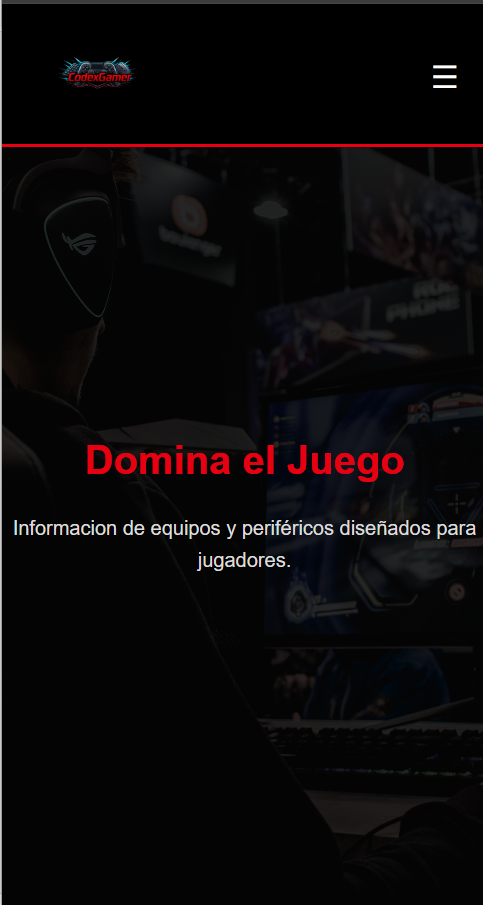 CodexGamer
☰
Domina el Juego
Informacion de equipos y periféricos diseñados para
jugadores.